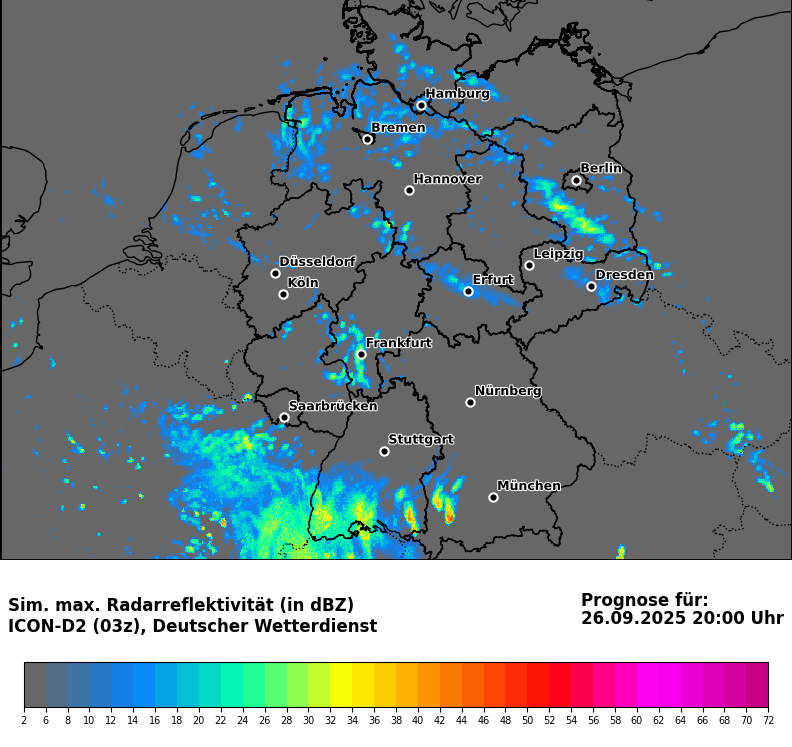 Hamburg
Bremen
Berlin
Hannover
Leipzig
Düsseldorf
Dresden
Erfurt
Köln
Frankfurt
Nürnberg
Saarbrücken
Stuttgart
München
Sim. max. Radarreflektivität (in dBZ)
ICON-D2 (03z), Deutscher Wetterdienst
Prognose für:
26.09.2025 20:00 Uhr
2 6 8 10 12 14 16 18 20 22 24 26 28 30 32 34 36 38 40 42 44 46 48 50 52 54 56 58 60 62 64 66 68 70 72